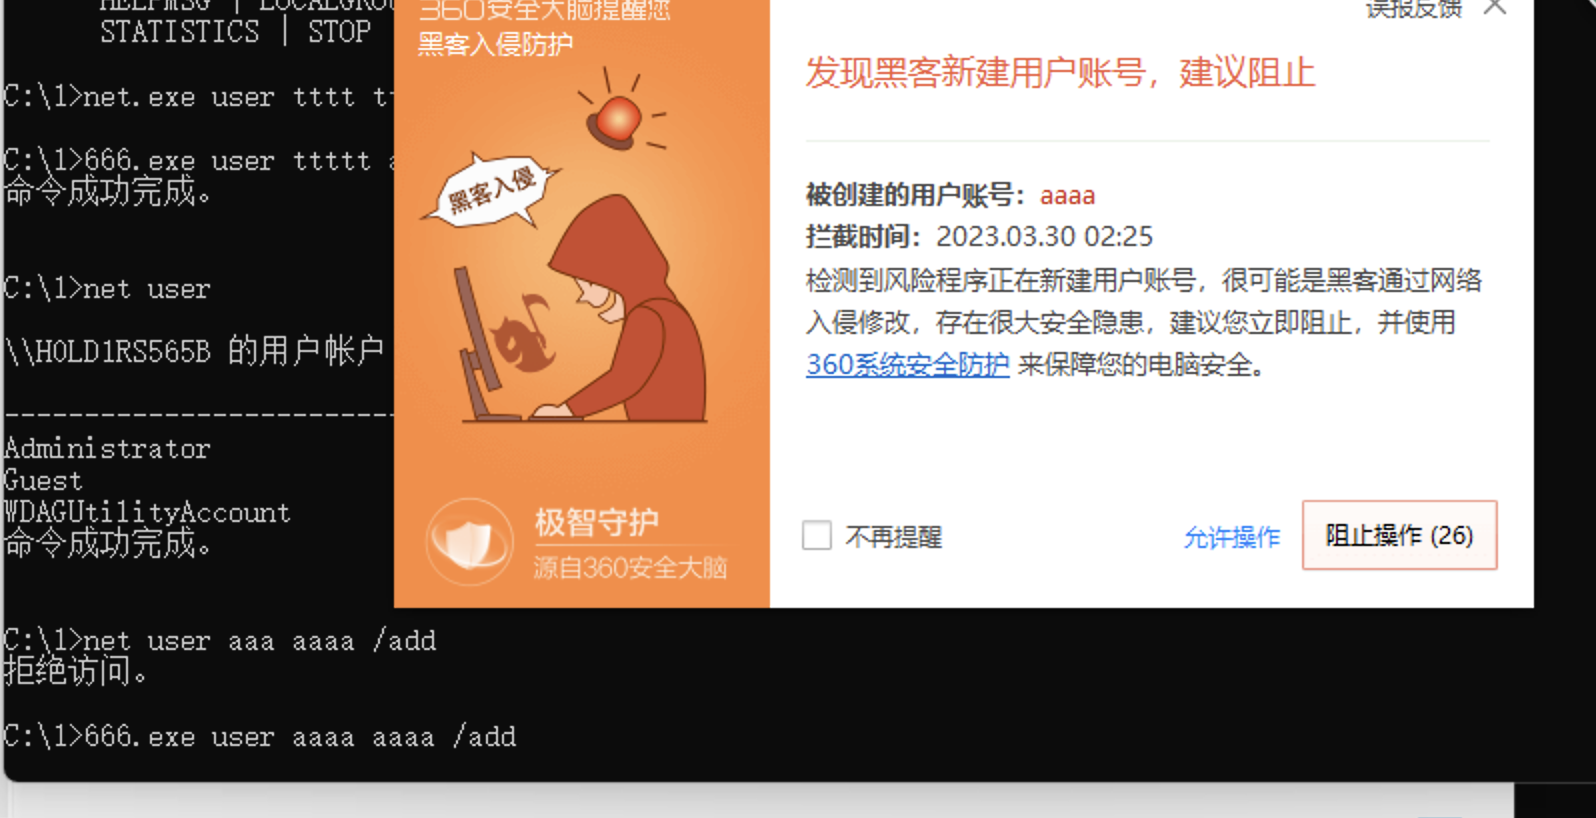 HELPMSG | LOCALGROU
STATISTICS | STOP
C:\1>net.exe user tttt t
C:\1>666.exe user ttttt a
命令成功完成。
C:\1>net user
\\HOLD1RS565B 的用户帐户
-------------------------
Administrator
Guest
WDAGUtilityAccount
命令成功完成。
C:\1>net user aaa aaaa /add
拒绝访问。
C:\1>666.exe user aaaa aaaa /add
360安全大脑提醒您
黑客入侵防护
黑客入侵
极智守护
源自360安全大脑
误报反馈
发现黑客新建用户账号，建议阻止
被创建的用户账号：aaaa
拦截时间：2023.03.30 02:25
检测到风险程序正在新建用户账号，很可能是黑客通过网络
入侵修改，存在很大安全隐患，建议您立即阻止，并使用
360系统安全防护 来保障您的电脑安全。
不再提醒
允许操作
阻止操作 (26)